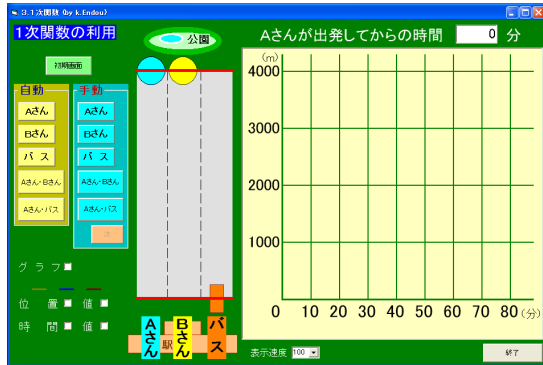 3.1次関数 (by k.Endou)
1次関数の利用
公園
Aさんが出発してからの時間 0 分
初期画面
自動
手動
Aさん
Aさん
Bさん
Bさん
バス
バス
Aさん・Bさん
Aさん・Bさん
Aさん・バス
Aさん・バス
グラフ
位置 値
時間 値
Aさん
駅
Bさん
バス
(m)
4000
3000
2000
1000
0 10 20 30 40 50 60 70 80 (分)
表示速度 100
終了